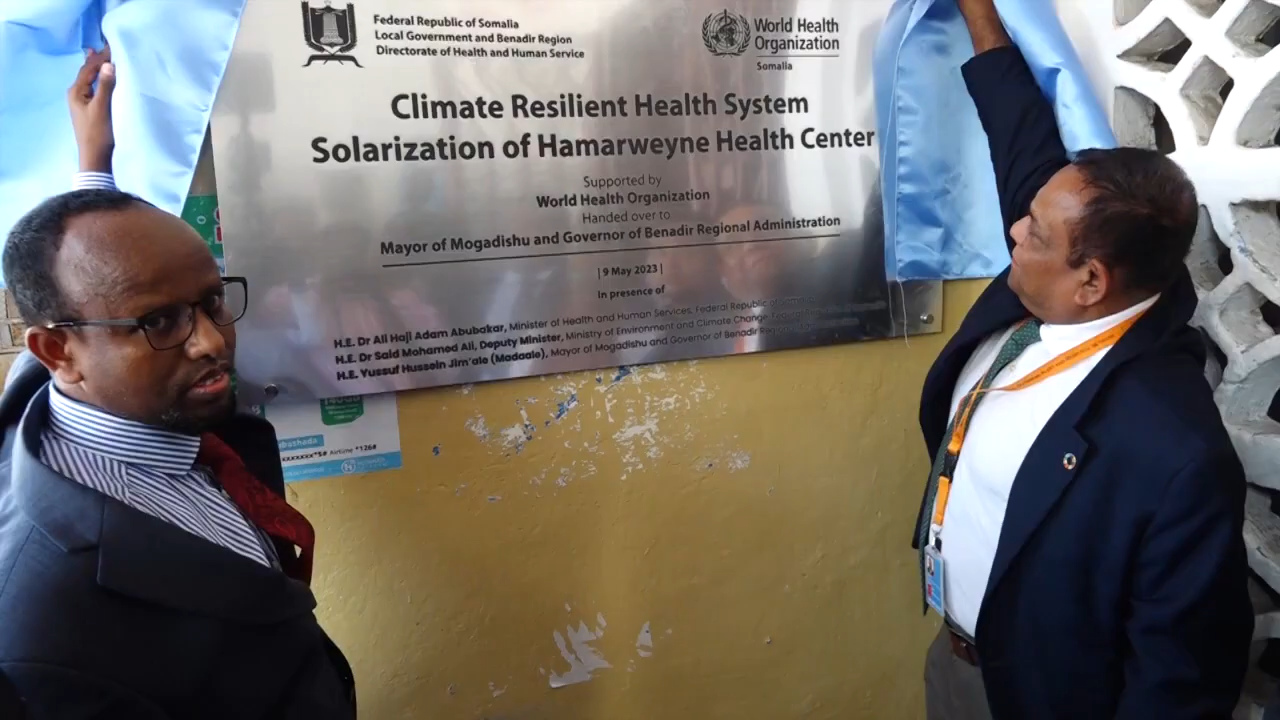 Federal Republic of Somalia
Local Government and Benadir Region
Directorate of Health and Human Service
World Health
Organization
Somalia
Climate Resilient Health System
Solarization of Hamarweyne Health Center
Supported by
World Health Organization
Handed over to
Mayor of Mogadishu and Governor of Benadir Regional Administration
| 9 May 2023 |
In presence of
H.E. Dr Ali Haji Adam Abubakar, Minister of Health and Human Services, Federal Republic of
H.E. Dr Said Mohamed Ali, Deputy Minister, Ministry of Environment and Climate Change, Federal
H.E. Yussuf Hussein Jim'ale (Madaale), Mayor of Mogadishu and Governor of Benadir
Airtime *126#